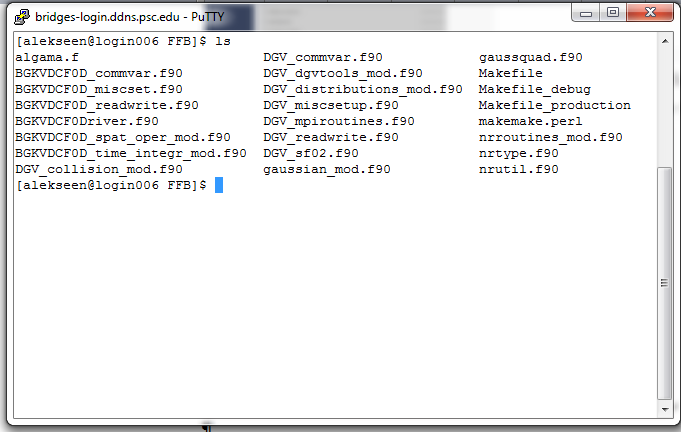 bridges-login.ddns.psc.edu - PuTTY
[alekseen@login006 FFB]$ ls
algama.f DGV_commvar.f90 gaussquad.f90
BGKVDCF0D_commvar.f90 DGV_dgvtools_mod.f90 Makefile
BGKVDCF0D_miscset.f90 DGV_distributions_mod.f90 Makefile_debug
BGKVDCF0D_readwrite.f90 DGV_miscsetup.f90 Makefile_production
BGKVDCF0Driver.f90 DGV_mpiroutines.f90 makemake.perl
BGKVDCF0D_spat_oper_mod.f90 DGV_readwrite.f90 nrroutines_mod.f90
BGKVDCF0D_time_integr_mod.f90 DGV_sf02.f90 nrtype.f90
DGV_collision_mod.f90 gaussian_mod.f90 nrutil.f90
[alekseen@login006 FFB]$